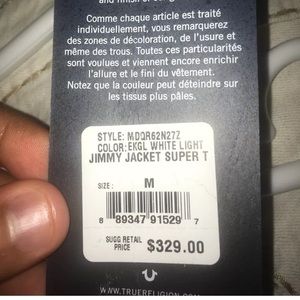 Comme chaque article est traité
individuellement, vous remarquerez
des zones de décoloration, de l'usure et
même des trous. Toutes ces particularités
sont voulues et viennent encore enrichir
l'allure et le fini du vêtement.
Notez que la couleur peut déteindre sur
les tissus plus pâles.
STYLE: MDQR62N27Z
COLOR:EKGL WHITE LIGHT
JIMMY JACKET SUPER T
SIZE : M
8 89347 91529 7
SUGG RETAIL
PRICE $329.00
WWW.TRUERELIGION.COM